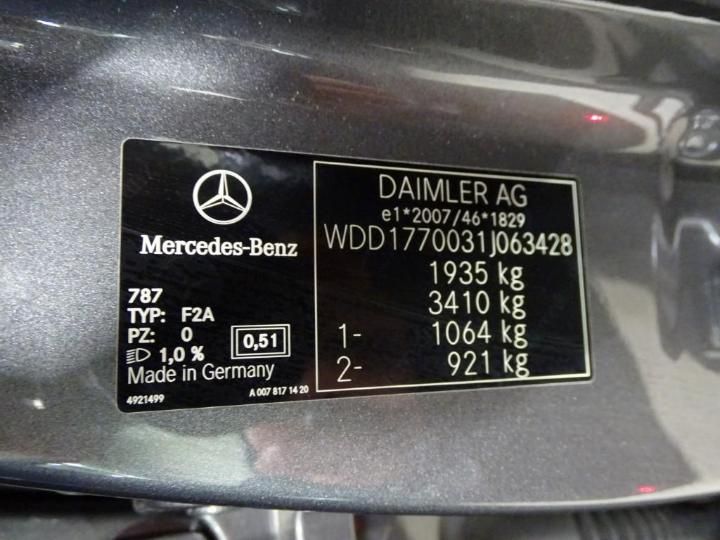 Mercedes-Benz
787
TYP: F2A
PZ: 0
1,0 %
0,51
Made in Germany
4921499
A 007 817 14 20
DAIMLER AG
e1*2007/46*1829
WDD1770031J063428
1935 kg
3410 kg
1- 1064 kg
2- 921 kg